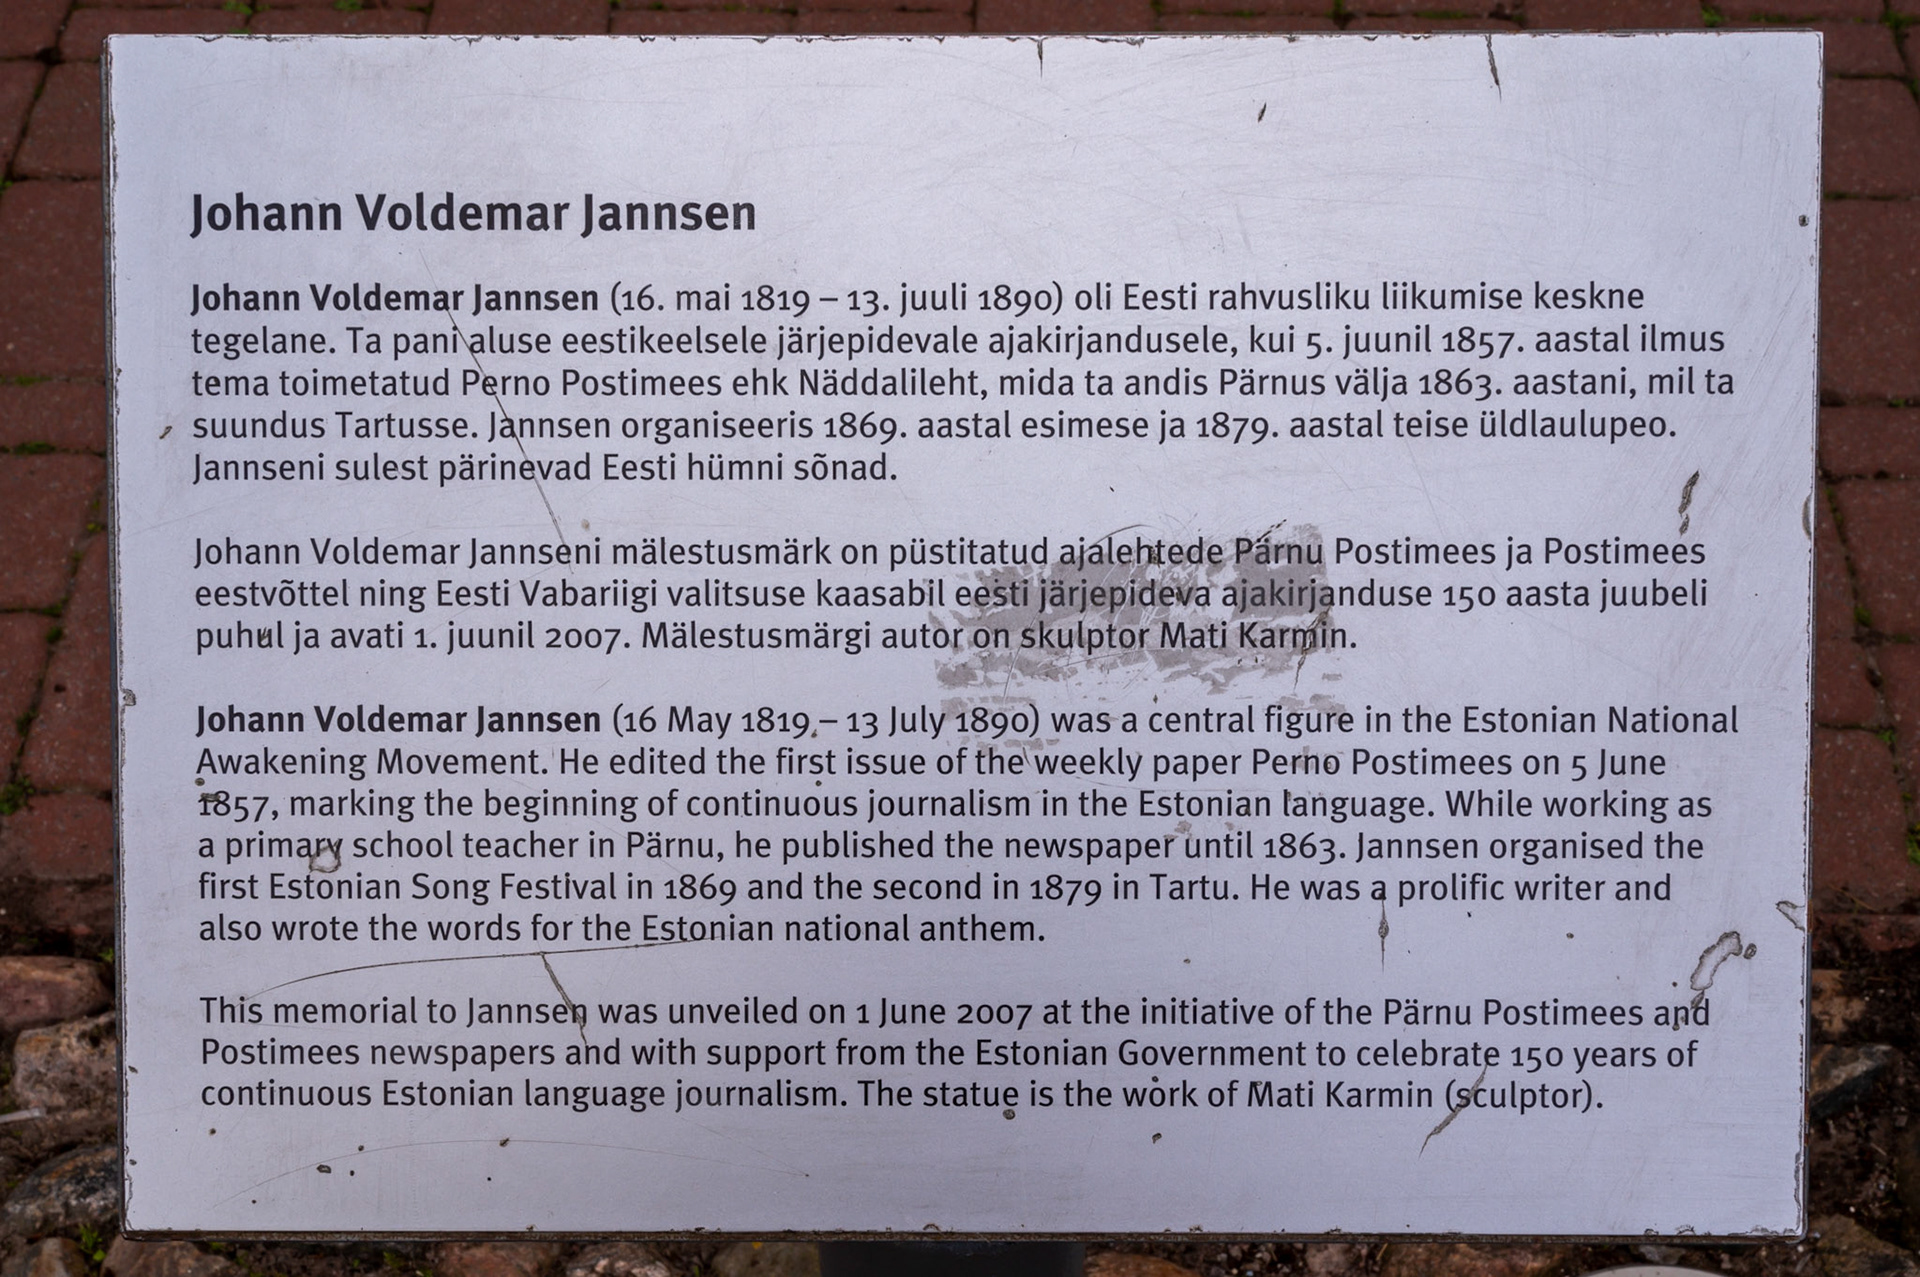 Johann Voldemar Jannsen
Johann Voldemar Jannsen (16. mai 1819 – 13. juuli 1890) oli Eesti rahvusliku liikumise keskne
tegelane. Ta pani aluse eestikeelsele järjepidevale ajakirjandusele, kui 5. juunil 1857. aastal ilmus
tema toimetatud Perno Postimees ehk Näddalileht, mida ta andis Pärnus välja 1863. aastani, mil ta
suundus Tartusse. Jannsen organiseeris 1869. aastal esimese ja 1879. aastal teise üldlaulupeo.
Jannseni sulest pärinevad Eesti hümni sõnad.
Johann Voldemar Jannseni mälestusmärk on püstitatud ajalehtede Pärnu Postimees ja Postimees
eestvõttel ning Eesti Vabariigi valitsuse kaasabil eesti järjepideva ajakirjanduse 150 aasta juubeli
puhul ja avati 1. juunil 2007. Mälestusmärgi autor on skulptor Mati Karmin.
Johann Voldemar Jannsen (16 May 1819 – 13 July 1890) was a central figure in the Estonian National
Awakening Movement. He edited the first issue of the weekly paper Perno Postimees on 5 June
1857, marking the beginning of continuous journalism in the Estonian language. While working as
a primary school teacher in Pärnu, he published the newspaper until 1863. Jannsen organised the
first Estonian Song Festival in 1869 and the second in 1879 in Tartu. He was a prolific writer and
also wrote the words for the Estonian national anthem.
This memorial to Jannsen was unveiled on 1 June 2007 at the initiative of the Pärnu Postimees and
Postimees newspapers and with support from the Estonian Government to celebrate 150 years of
continuous Estonian language journalism. The statue is the work of Mati Karmin (sculptor).